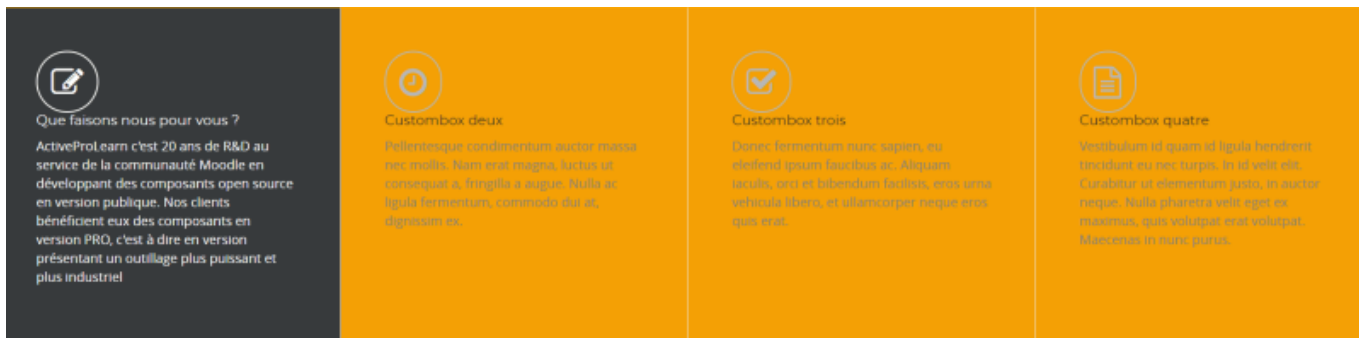 Que faisons nous pour vous ?
ActiveProLearn c'est 20 ans de R&D au
service de la communauté Moodle en
développant des composants open source
en version publique. Nos clients
bénéficient eux des composants en
version PRO, c'est à dire en version
présentant un outillage plus puissant et
plus industriel
Custombox deux
Pellentesque condimentum auctor massa
nec mollis. Nam erat magna, luctus ut
consequat a, fringilla a augue. Nulla ac
ligula fermentum, commodo dui at,
dignissim ex.
Custombox trois
Donec fermentum nunc sapien, eu
eleifend ipsum faucibus ac. Aliquam
iaculis, orci et bibendum facilisis, eros urna
vehicula libero, et ullamcorper neque eros
quis erat.
Custombox quatre
Vestibulum id quam id ligula hendrerit
tincidunt eu nec turpis. In id velit elit.
Curabitur ut elementum justo, in auctor
neque. Nulla pharetra velit eget ex
maximus, quis volutpat erat volutpat.
Maecenas in nunc purus.